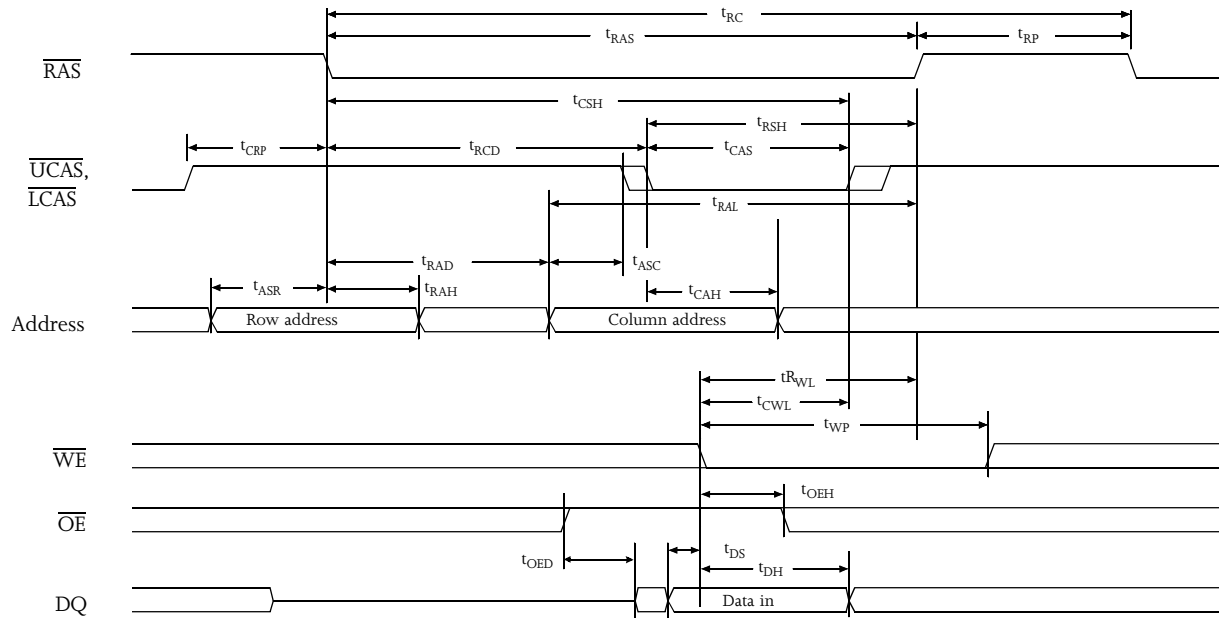 tRC
tRAS
tRP
RAS
tCSH
tRSH
tCRP
tRCD
tCAS
UCAS,
LCAS
tRAL
tRAD
tASC
tASR
tRAH
tCAH
Address
Row address
Column address
tRWL
tCWL
tWP
WE
tOEH
OE
tOED
tDS
tDH
DQ
Data in